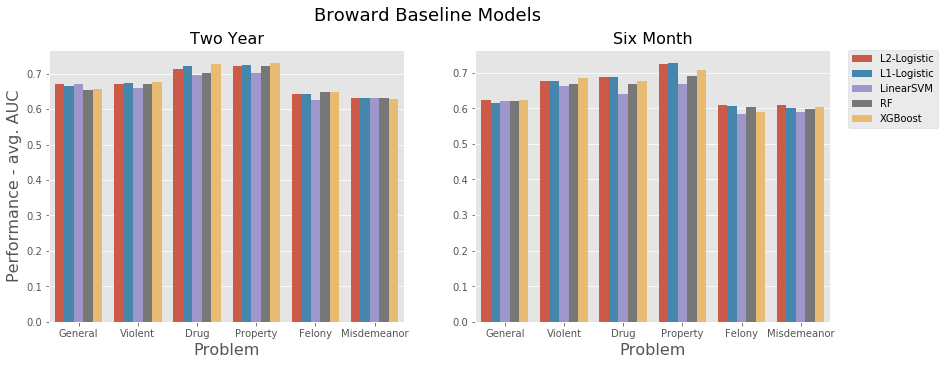 Broward Baseline Models
Two Year
Performance - avg. AUC
0.7
0.6
0.5
0.4
0.3
0.2
0.1
0.0
General Violent Drug Property Felony Misdemeanor
Problem
Six Month
0.7
0.6
0.5
0.4
0.3
0.2
0.1
0.0
General Violent Drug Property Felony Misdemeanor
Problem
L2-Logistic
L1-Logistic
LinearSVM
RF
XGBoost